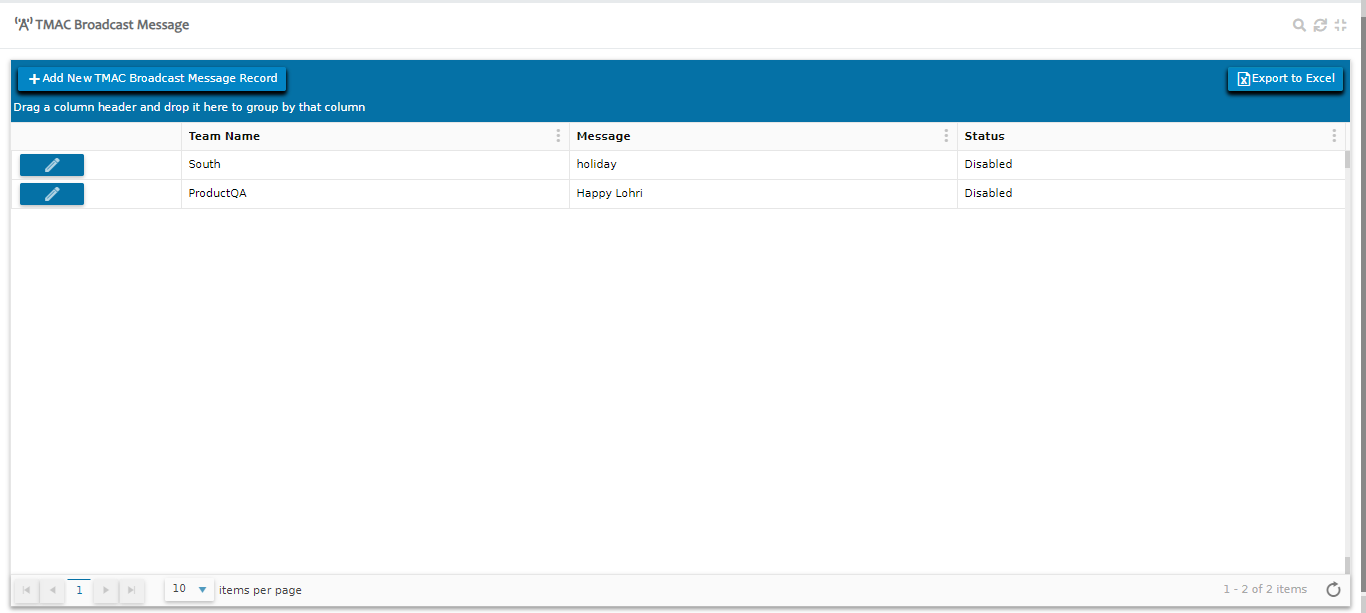 TMAC Broadcast Message
Add New TMAC Broadcast Message Record
Export to Excel
Drag a column header and drop it here to group by that column
Team Name Message Status
South holiday Disabled
ProductQA Happy Lohri Disabled
1 10 items per page 1 - 2 of 2 items